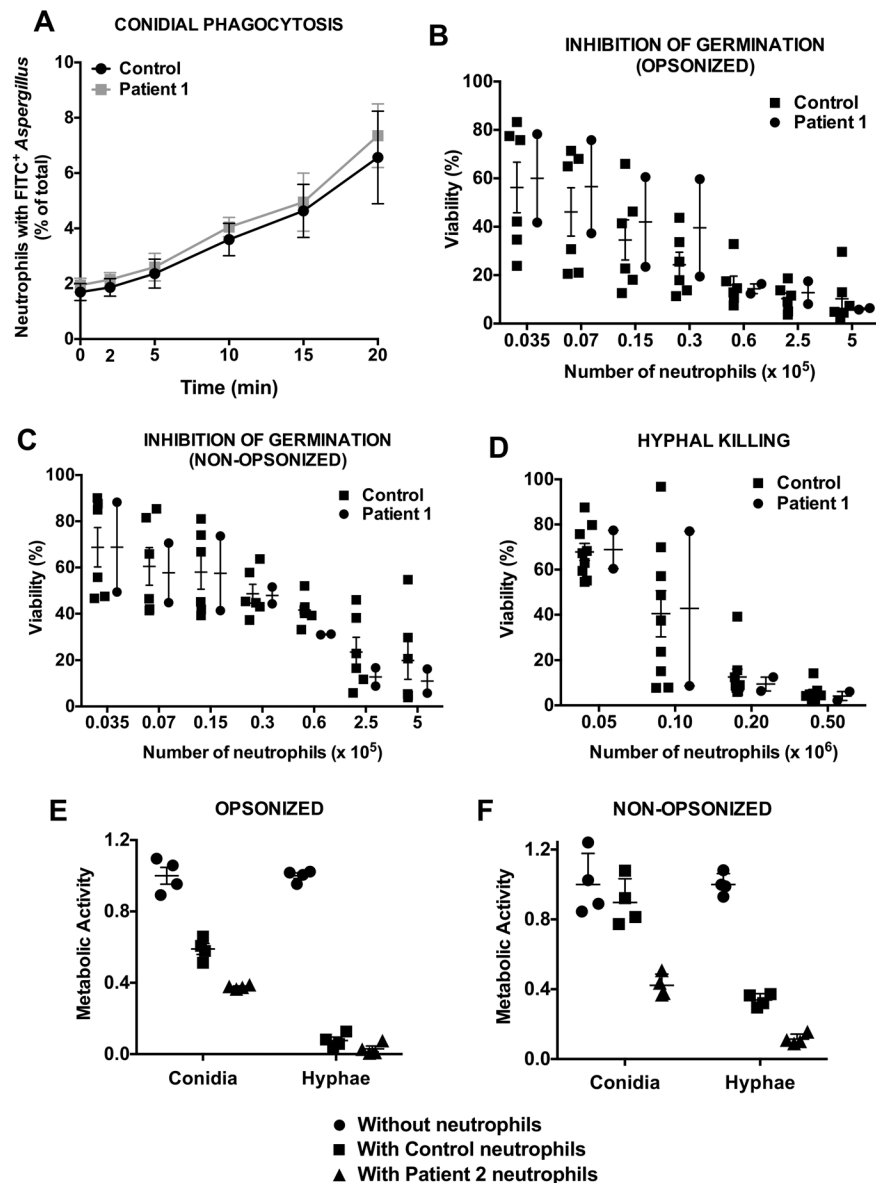 A
CONIDIAL PHAGOCYTOSIS
Control
Patient 1
Neutrophils with FITC+ Aspergillus
(% of total)
10
8
6
4
2
0
0 2 5 10 15 20
Time (min)
B
INHIBITION OF GERMINATION
(OPSONIZED)
Control
Patient 1
Viability (%)
100
80
60
40
20
0
0.035 0.07 0.15 0.3 0.6 2.5 5
Number of neutrophils (x 10⁵)
C
INHIBITION OF GERMINATION
(NON-OPSONIZED)
Control
Patient 1
Viability (%)
100
80
60
40
20
0
0.035 0.07 0.15 0.3 0.6 2.5 5
Number of neutrophils (x 10⁵)
D
HYPHAL KILLING
Control
Patient 1
Viability (%)
100
80
60
40
20
0
0.05 0.10 0.20 0.50
Number of neutrophils (x 10⁶)
E
OPSONIZED
Metabolic Activity
1.2
0.8
0.4
0.0
Conidia Hyphae
F
NON-OPSONIZED
Metabolic Activity
1.2
0.8
0.4
0.0
Conidia Hyphae
Without neutrophils
With Control neutrophils
With Patient 2 neutrophils